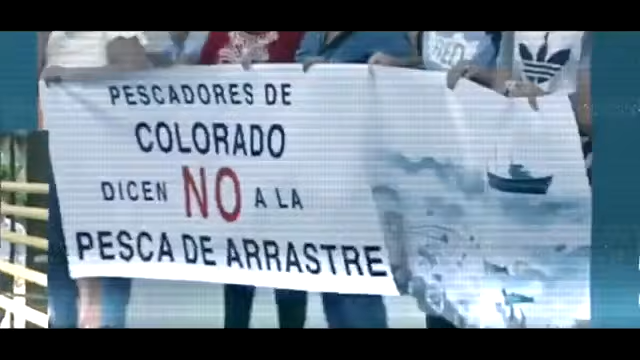 PESCADORES DE
COLORADO
DICEN NO A LA
PESCA DE ARRASTRE